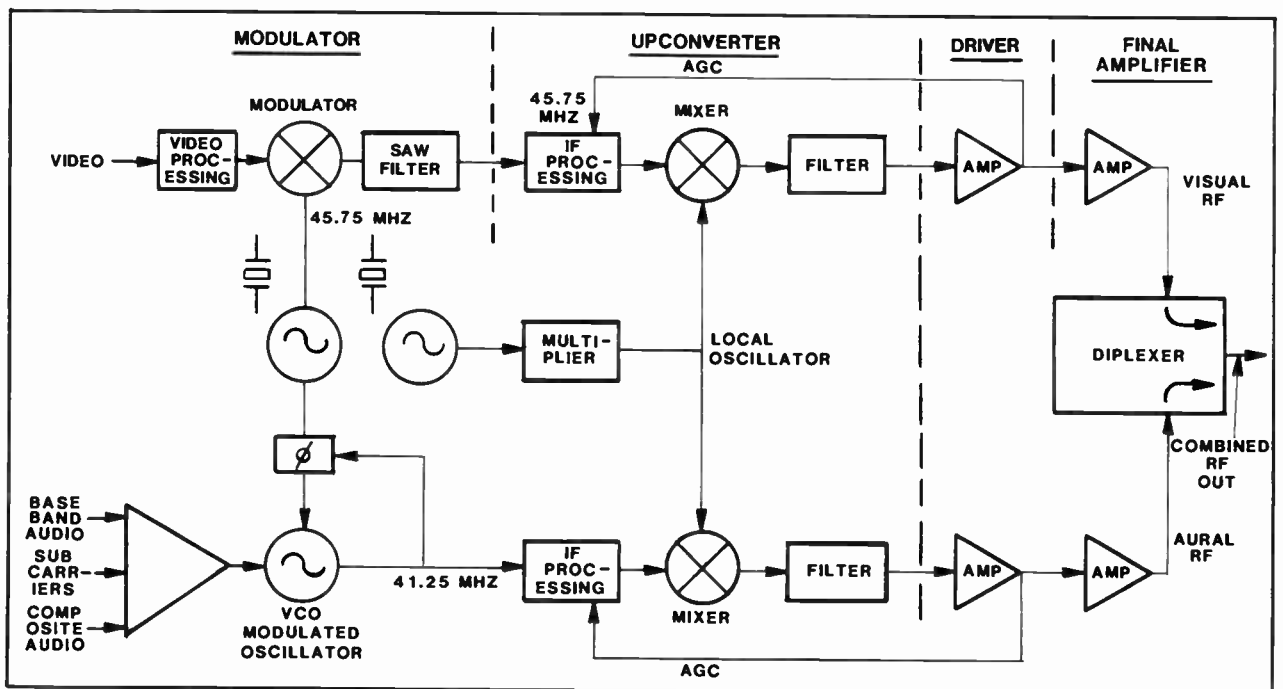 MODULATOR
UPCONVERTER
DRIVER
FINAL
AMPLIFIER
AGC
MODULATOR
45.75
MHZ
MIXER
VIDEO
VIDEO
PROC-
ESSING
SAW
FILTER
IF
PROC-
ESSING
FILTER
AMP
AMP
VISUAL
RF
45.75 MHZ
MULTI-
PLIER
LOCAL
OSCILLATOR
DIPLEXER
ϕ
COMBINED
RF
OUT
BASE
BAND
AUDIO
SUB
CARR-
IERS
COMP
OSITE
AUDIO
VCO
MODULATED
OSCILLATOR
41.25 MHZ
IF
PROC-
ESSING
MIXER
FILTER
AMP
AMP
AURAL
RF
AGC